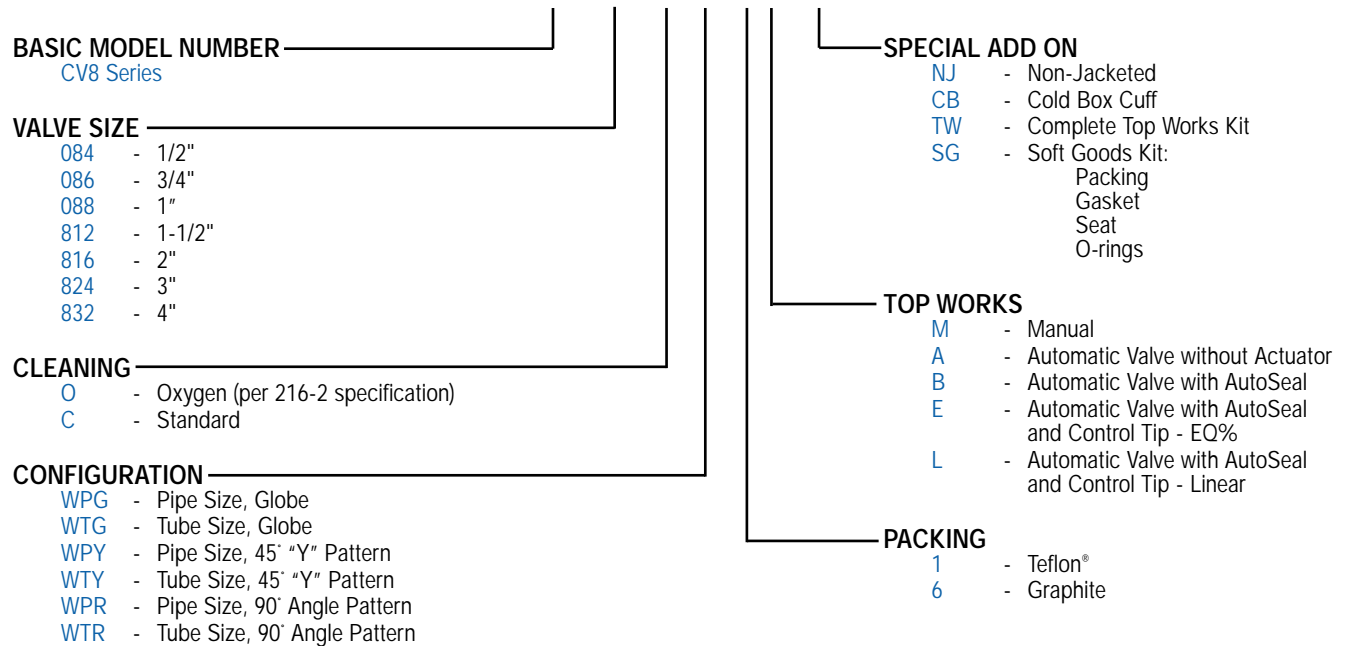 BASIC MODEL NUMBER
CV8 Series
VALVE SIZE
084 - 1/2"
086 - 3/4"
088 - 1″
812 - 1-1/2"
816 - 2"
824 - 3"
832 - 4"
CLEANING
O - Oxygen (per 216-2 specification)
C - Standard
CONFIGURATION
WPG - Pipe Size, Globe
WTG - Tube Size, Globe
WPY - Pipe Size, 45˚ “Y” Pattern
WTY - Tube Size, 45˚ “Y” Pattern
WPR - Pipe Size, 90˚ Angle Pattern
WTR - Tube Size, 90˚ Angle Pattern
SPECIAL ADD ON
NJ - Non-Jacketed
CB - Cold Box Cuff
TW - Complete Top Works Kit
SG - Soft Goods Kit:
Packing
Gasket
Seat
O-rings
TOP WORKS
M - Manual
A - Automatic Valve without Actuator
B - Automatic Valve with AutoSeal
E - Automatic Valve with AutoSeal
and Control Tip - EQ%
L - Automatic Valve with AutoSeal
and Control Tip - Linear
PACKING
1 - Teflon®
6 - Graphite